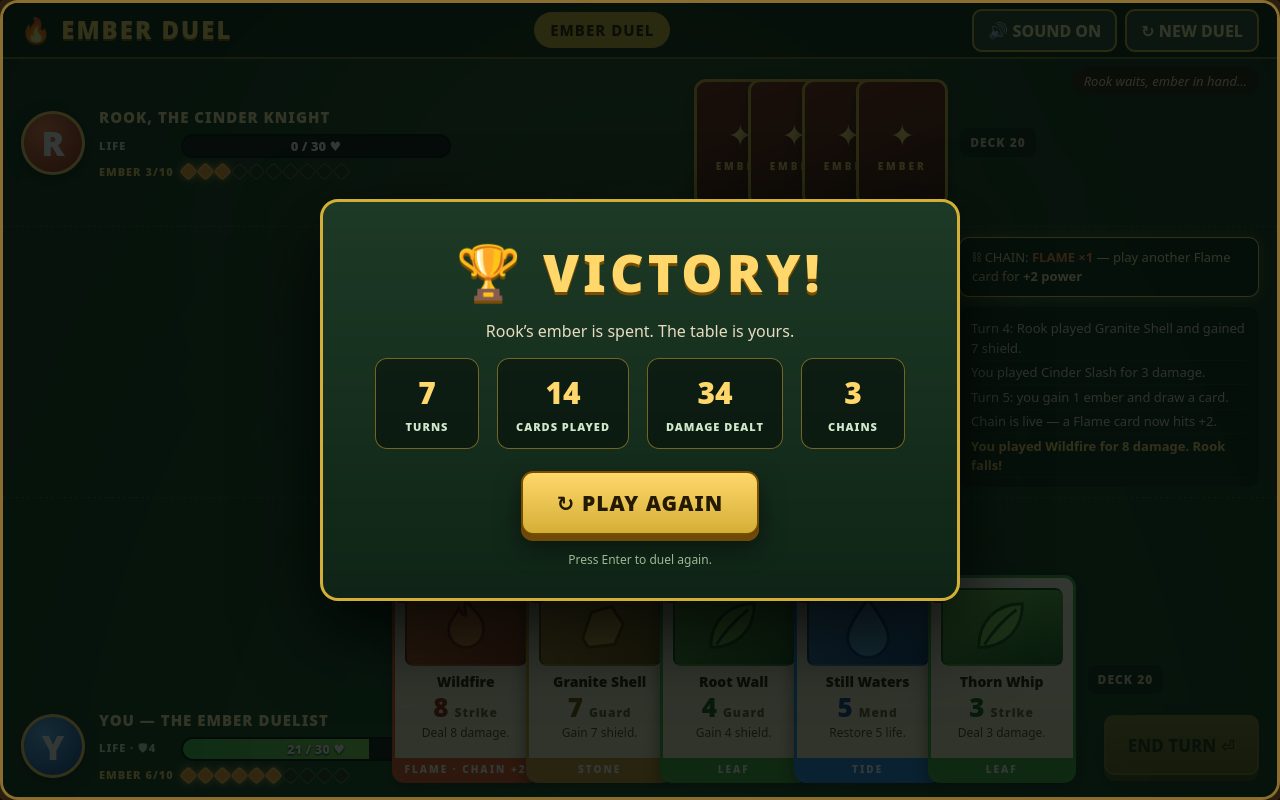 EMBER DUEL
EMBER DUEL
SOUND ON
↻ NEW DUEL
Rook waits, ember in hand...
R
ROOK, THE CINDER KNIGHT
LIFE
0 / 30 ♥
EMBER 3/10
EMB
EMB
EMB
EMBER
DECK 20
CHAIN: FLAME ×1 — play another Flame
card for +2 power
Turn 4: Rook played Granite Shell and gained
7 shield.
You played Cinder Slash for 3 damage.
Turn 5: you gain 1 ember and draw a card.
Chain is live — a Flame card now hits +2.
You played Wildfire for 8 damage. Rook
falls!
VICTORY!
Rook’s ember is spent. The table is yours.
7
TURNS
14
CARDS PLAYED
34
DAMAGE DEALT
3
CHAINS
↻ PLAY AGAIN
Press Enter to duel again.
Wildfire
8 Strike
Deal 8 damage.
FLAME · CHAIN +2
Granite Shell
7 Guard
Gain 7 shield.
STONE
Root Wall
4 Guard
Gain 4 shield.
LEAF
Still Waters
5 Mend
Restore 5 life.
TIDE
Thorn Whip
3 Strike
Deal 3 damage.
LEAF
DECK 20
Y
YOU — THE EMBER DUELIST
LIFE · 4
21 / 30 ♥
EMBER 6/10
END TURN ⏎